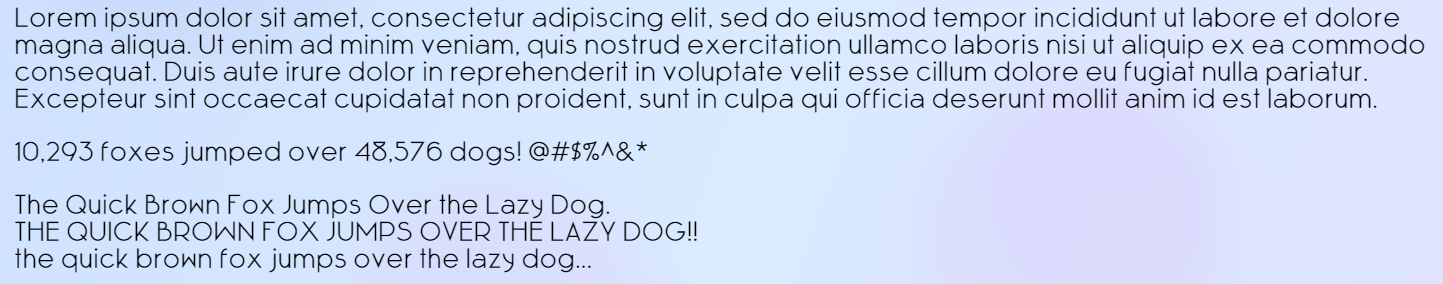 Lorem ipsum dolor sit amet, consectetur adipiscing elit, sed do eiusmod tempor incididunt ut labore et dolore
magna aliqua. Ut enim ad minim veniam, quis nostrud exercitation ullamco laboris nisi ut aliquip ex ea commodo
consequat. Duis aute irure dolor in reprehenderit in voluptate velit esse cillum dolore eu fugiat nulla pariatur.
Excepteur sint occaecat cupidatat non proident, sunt in culpa qui officia deserunt mollit anim id est laborum.
10,293 foxes jumped over 48,576 dogs! @#$%^&*
The Quick Brown Fox Jumps Over the Lazy Dog.
THE QUICK BROWN FOX JUMPS OVER THE LAZY DOG!!
the quick brown fox jumps over the lazy dog...